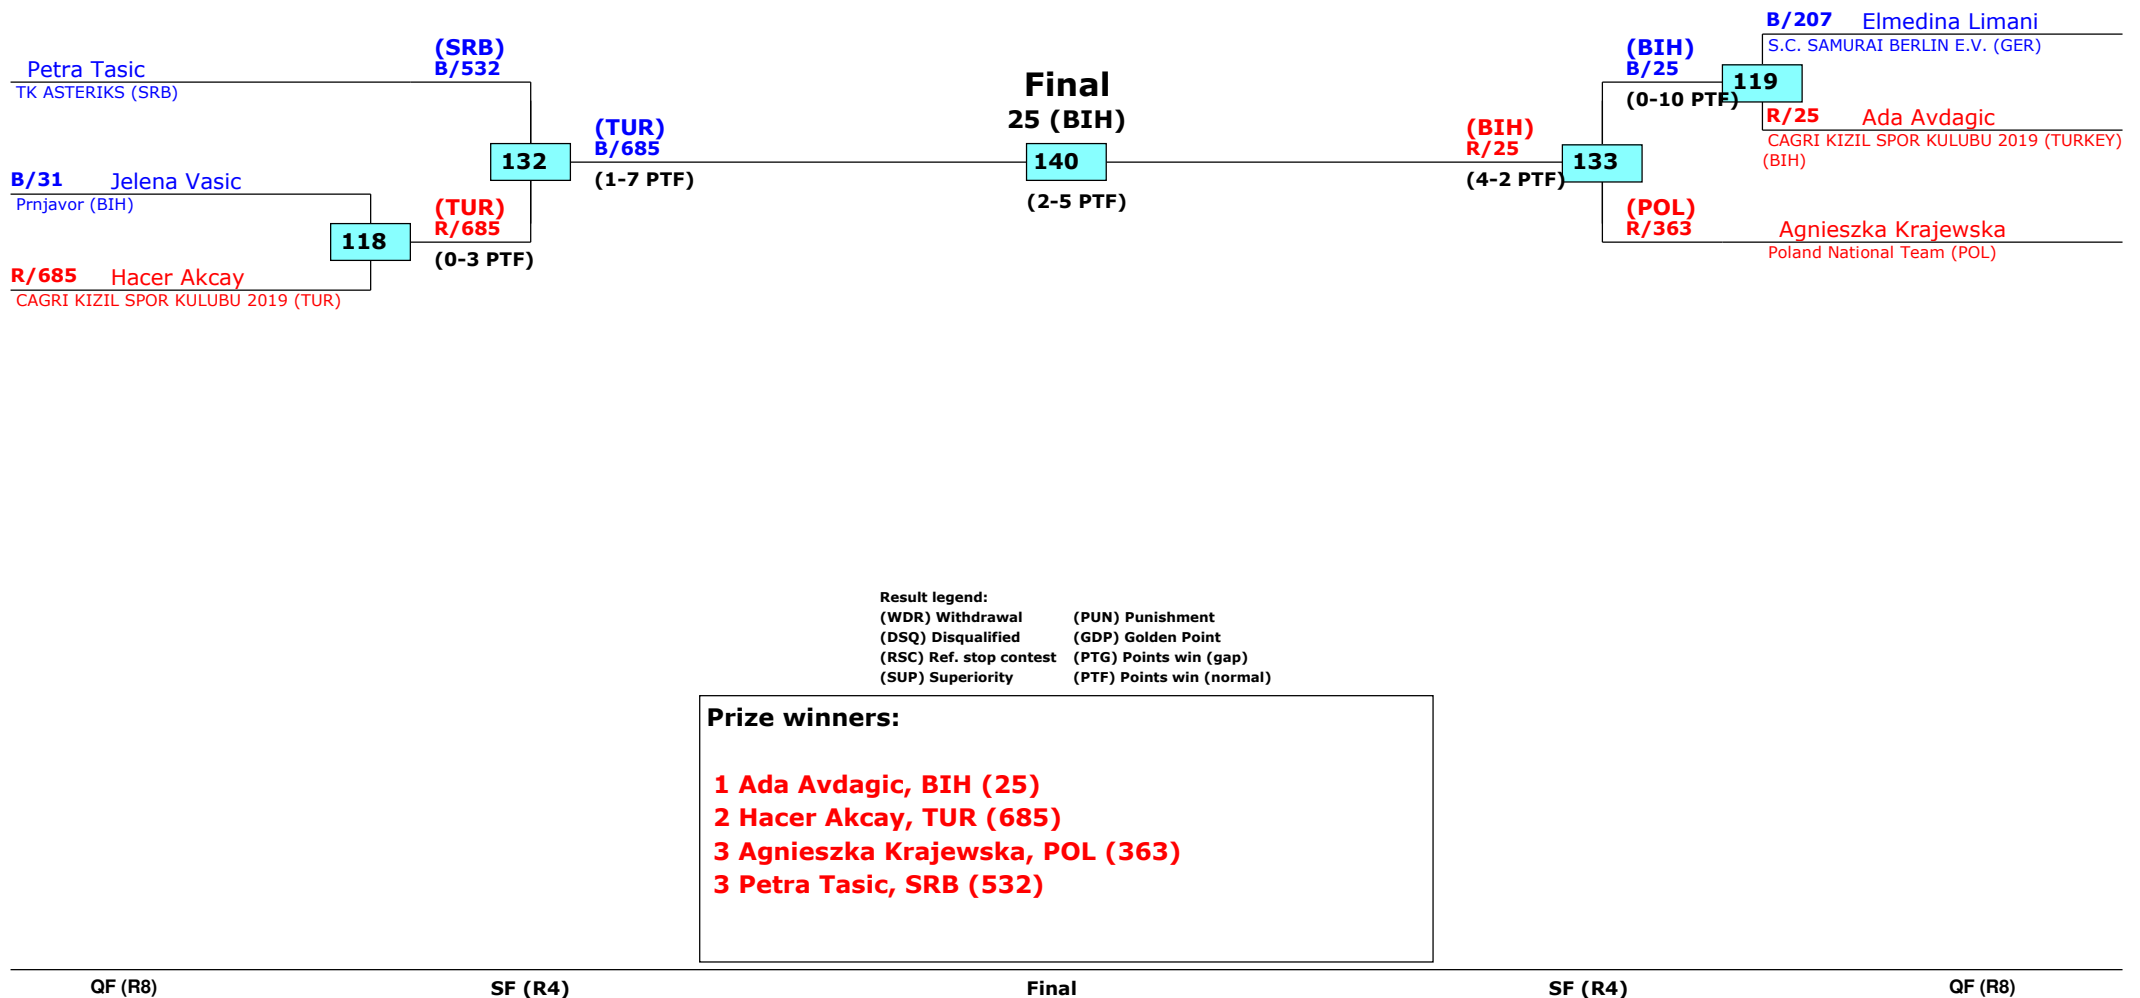 Petra Tasic
TK ASTERIKS (SRB)
(SRB)
B/532
B/31 Jelena Vasic
Prnjavor (BIH)
118
R/685 Hacer Akcay
CAGRI KIZIL SPOR KULUBU 2019 (TUR)
(TUR)
R/685
(0-3 PTF)
132
(TUR)
B/685
(1-7 PTF)
Final
25 (BIH)
140
(2-5 PTF)
(BIH)
R/25
(4-2 PTF)
133
(BIH)
B/25
(0-10 PTF)
119
B/207 Elmedina Limani
S.C. SAMURAI BERLIN E.V. (GER)
R/25 Ada Avdagic
CAGRI KIZIL SPOR KULUBU 2019 (TURKEY)
(BIH)
(POL)
R/363
Agnieszka Krajewska
Poland National Team (POL)
Result legend:
(WDR) Withdrawal (PUN) Punishment
(DSQ) Disqualified (GDP) Golden Point
(RSC) Ref. stop contest (PTG) Points win (gap)
(SUP) Superiority (PTF) Points win (normal)
Prize winners:
1 Ada Avdagic, BIH (25)
2 Hacer Akcay, TUR (685)
3 Agnieszka Krajewska, POL (363)
3 Petra Tasic, SRB (532)
QF (R8) SF (R4) Final SF (R4) QF (R8)